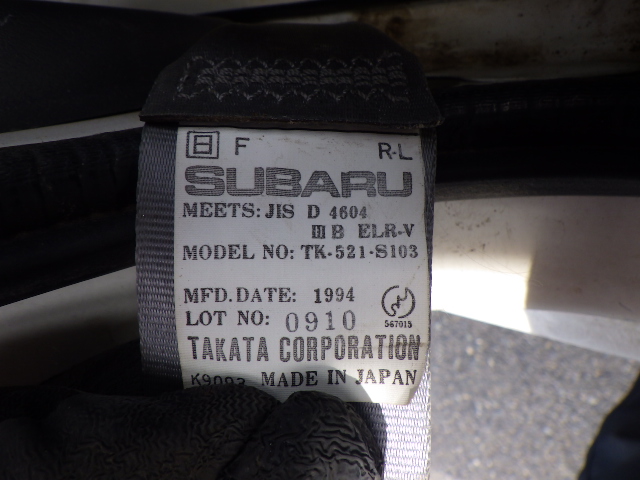 日 F R-L
SUBARU
MEETS: JIS D 4604
III B ELR-V
MODEL NO: TK-521-S103
MFD. DATE: 1994
LOT NO: 0910
567015
TAKATA CORPORATION
K9093 MADE IN JAPAN